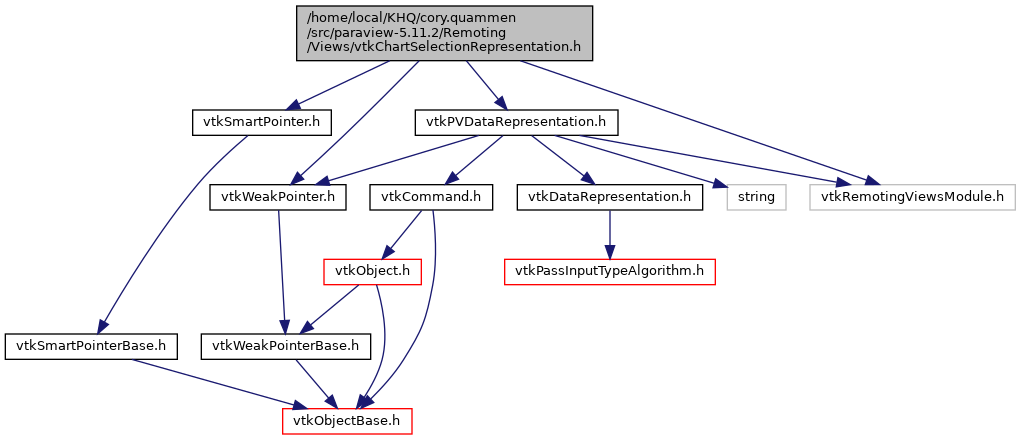 /home/local/KHQ/cory.quammen
/src/paraview-5.11.2/Remoting
/Views/vtkChartSelectionRepresentation.h
vtkSmartPointer.h
vtkPVDataRepresentation.h
vtkWeakPointer.h
vtkCommand.h
vtkDataRepresentation.h
string
vtkRemotingViewsModule.h
vtkObject.h
vtkPassInputTypeAlgorithm.h
vtkSmartPointerBase.h
vtkWeakPointerBase.h
vtkObjectBase.h